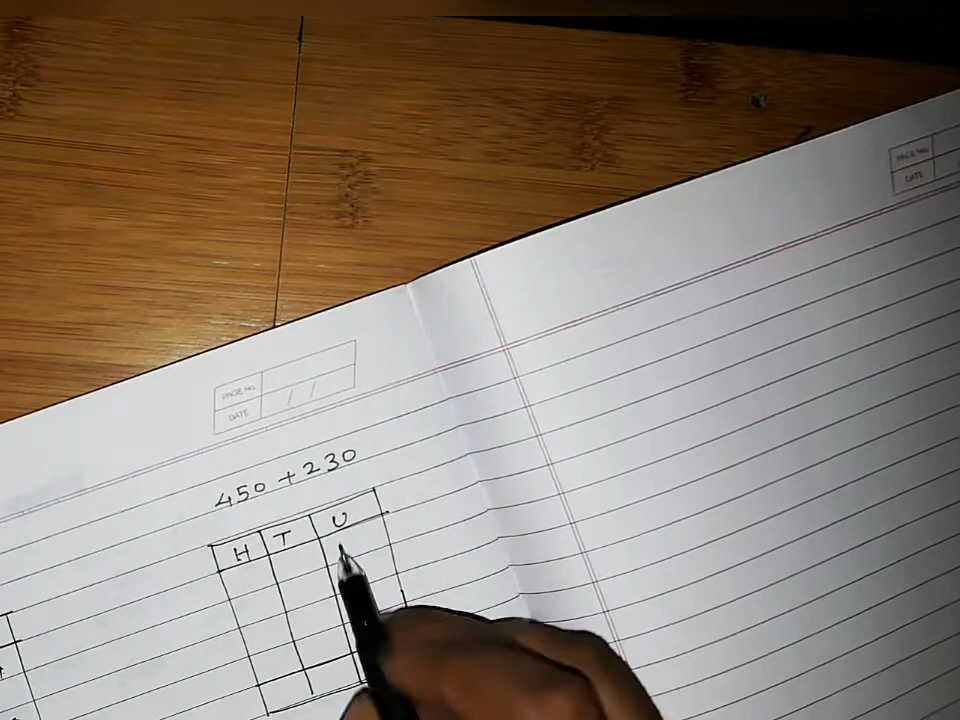 PAGE NO.
DATE
PAGE NO.
DATE / /
450 + 230
H T U